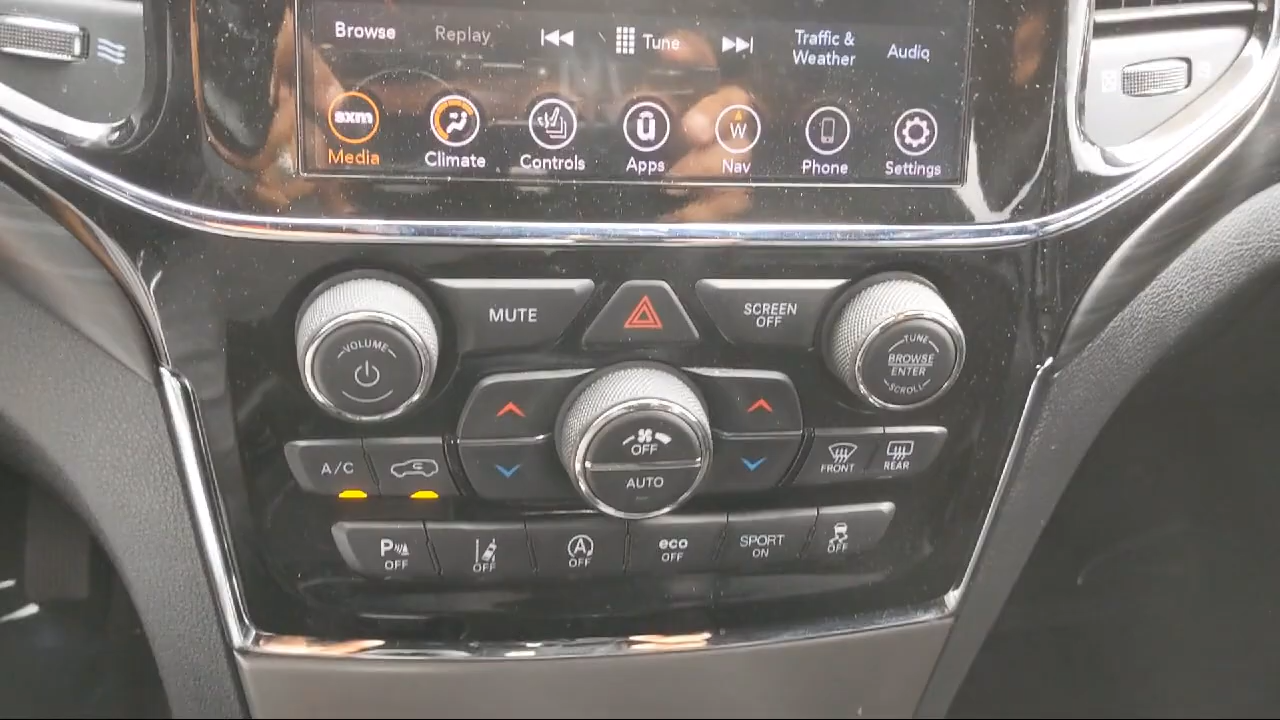 Browse
Replay
Tune
Traffic &
Weather
Audio
sxm
Media
Climate
Controls
Apps
W
Nav
Phone
Settings
MUTE
SCREEN
OFF
VOLUME
TUNE
BROWSE
ENTER
SCROLL
OFF
AUTO
A/C
FRONT
REAR
P
OFF
OFF
A
OFF
eco
OFF
SPORT
ON
OFF